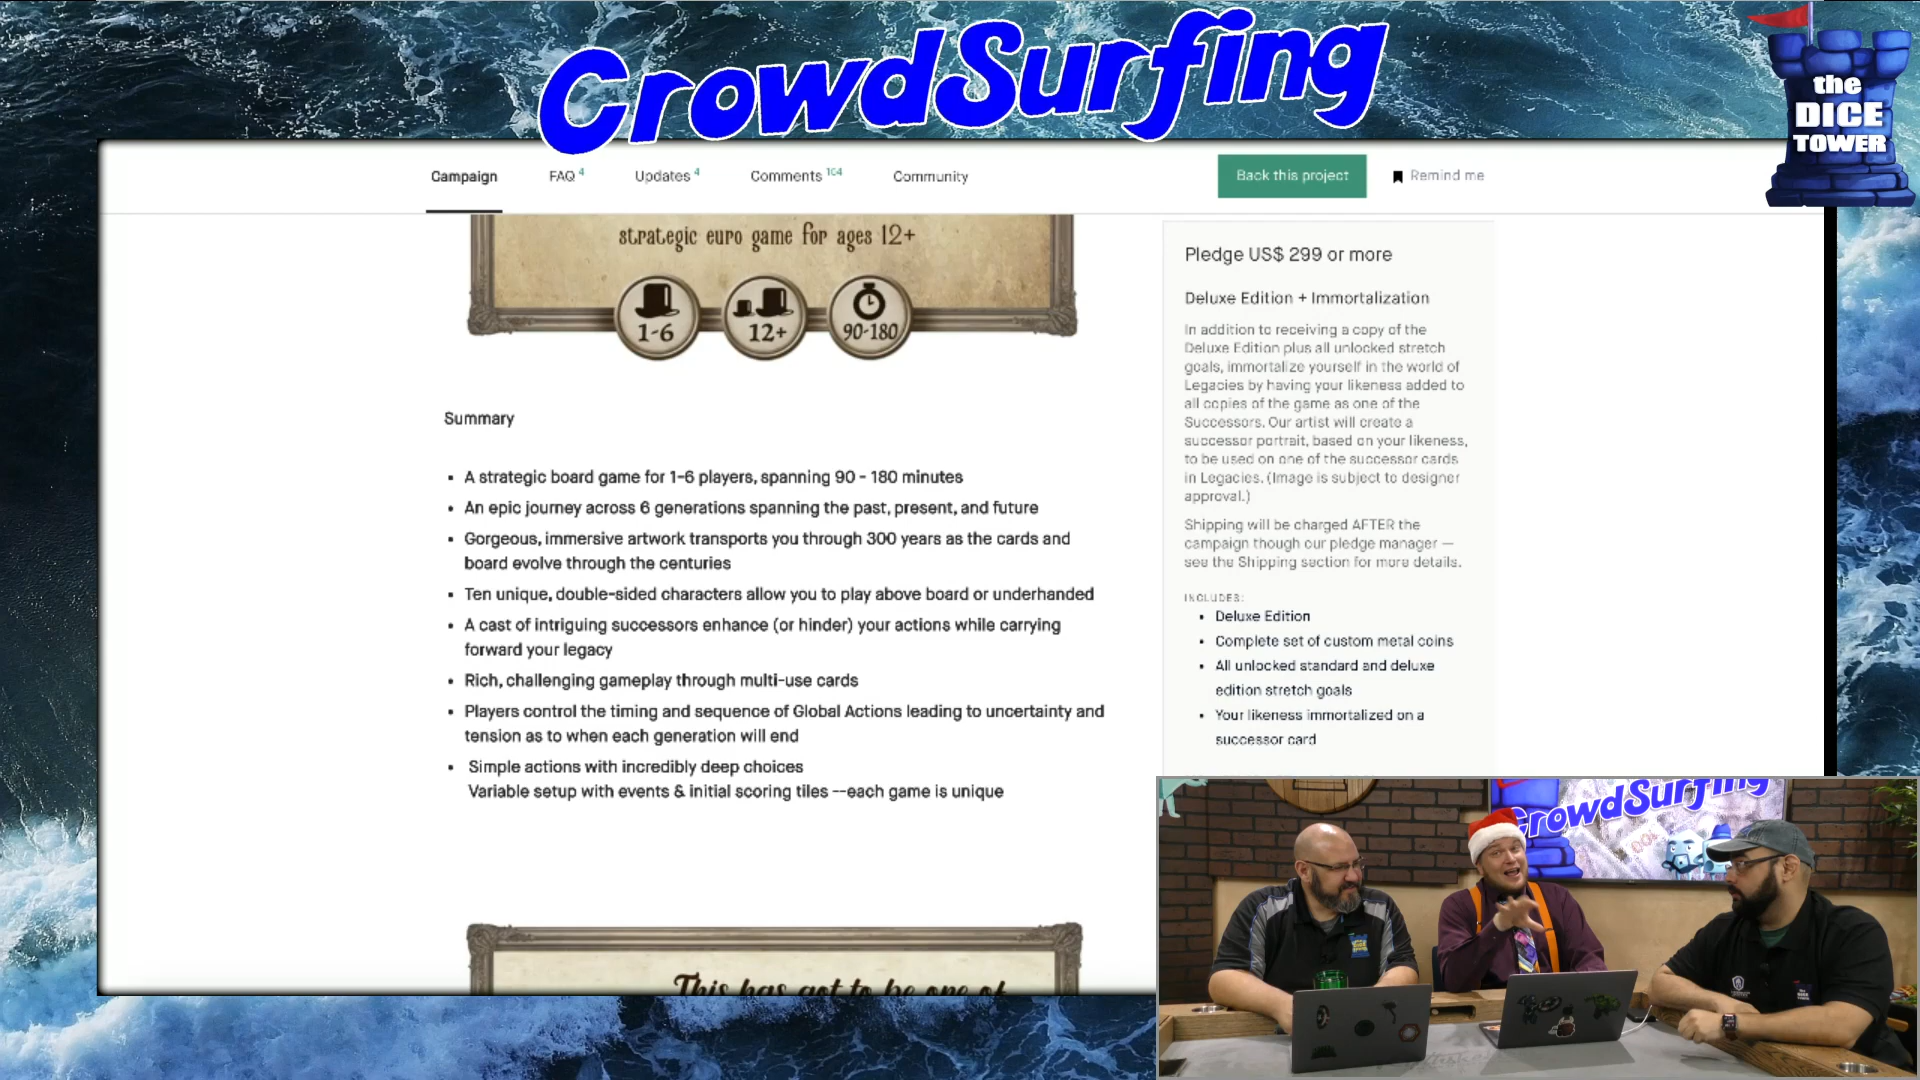 CrowdSurfing
the
DICE
TOWER
Campaign
FAQ 4
Updates 4
Comments 104
Community
Back this project
Remind me
strategic euro game for ages 12+
1-6
12+
90-180
Summary
• A strategic board game for 1-6 players, spanning 90 - 180 minutes
• An epic journey across 6 generations spanning the past, present, and future
• Gorgeous, immersive artwork transports you through 300 years as the cards and
board evolve through the centuries
• Ten unique, double-sided characters allow you to play above board or underhanded
• A cast of intriguing successors enhance (or hinder) your actions while carrying
forward your legacy
• Rich, challenging gameplay through multi-use cards
• Players control the timing and sequence of Global Actions leading to uncertainty and
tension as to when each generation will end
• Simple actions with incredibly deep choices
Variable setup with events & initial scoring tiles --each game is unique
This has got to be one of
Pledge US$ 299 or more
Deluxe Edition + Immortalization
In addition to receiving a copy of the
Deluxe Edition plus all unlocked stretch
goals, immortalize yourself in the world of
Legacies by having your likeness added to
all copies of the game as one of the
Successors. Our artist will create a
successor portrait, based on your likeness,
to be used on one of the successor cards
in Legacies. (Image is subject to designer
approval.)
Shipping will be charged AFTER the
campaign though our pledge manager —
see the Shipping section for more details.
INCLUDES:
• Deluxe Edition
• Complete set of custom metal coins
• All unlocked standard and deluxe
edition stretch goals
• Your likeness immortalized on a
successor card
CrowdSurfing